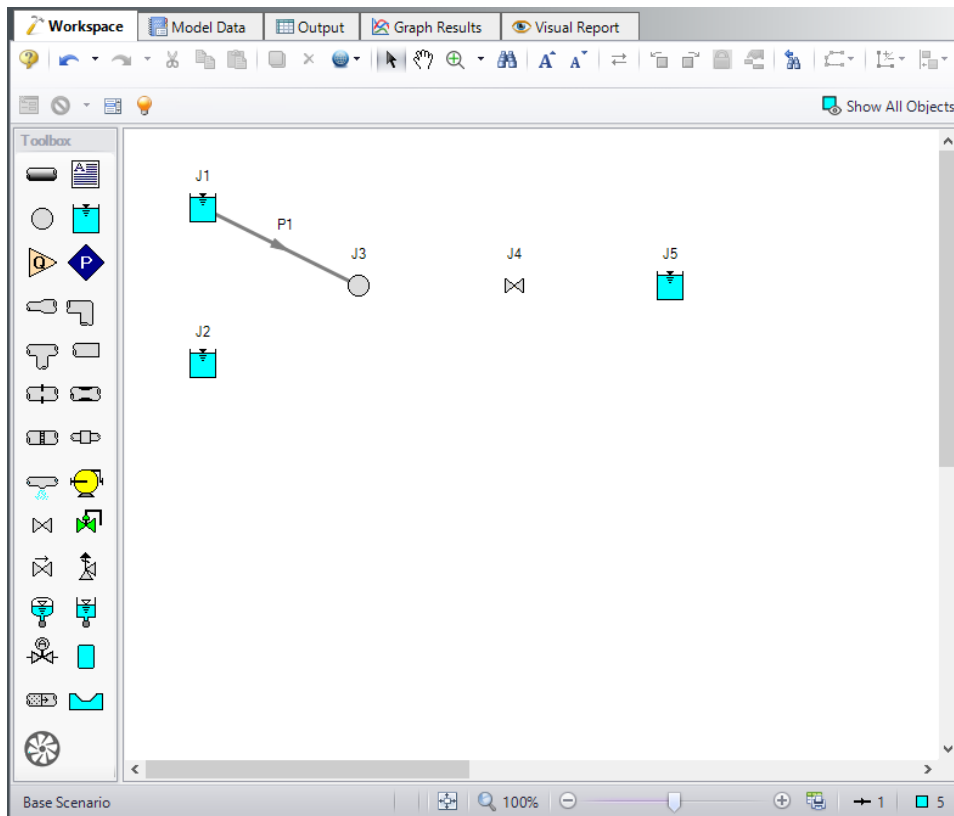 Workspace Model Data Output Graph Results Visual Report
A A
Show All Objects
Toolbox
A
J1
P1
Q P
J3 J4 J5
J2
A
Base Scenario 100% 1 5